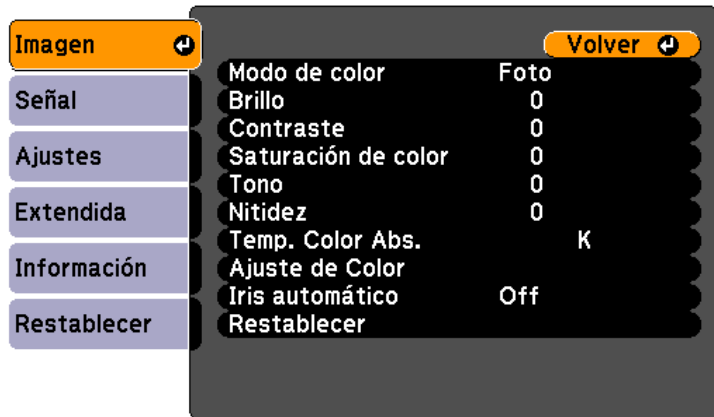 Imagen
Señal
Ajustes
Extendida
Información
Restablecer
Volver
Modo de color Foto
Brillo 0
Contraste 0
Saturación de color 0
Tono 0
Nitidez 0
Temp. Color Abs. K
Ajuste de Color
Iris automático Off
Restablecer